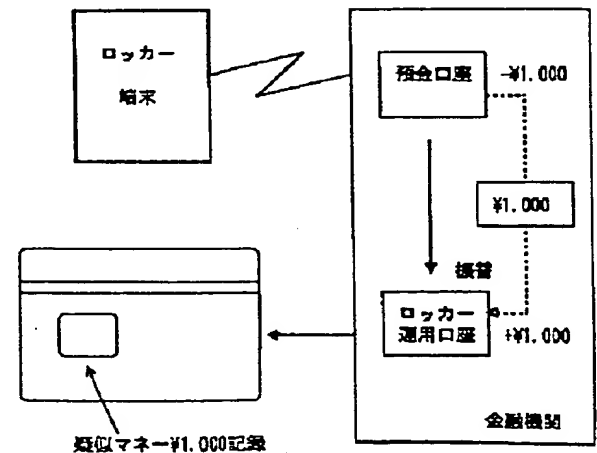 ロッカー
端末
預金口座
-¥1.000
¥1.000
振替
ロッカー
運用口座
+¥1.000
金融機関
疑似マネー¥1.000記録